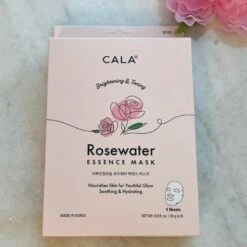 CALA®
Brightening & Toning
Rosewater
ESSENCE MASK
Nourishes Skin for Youthful Glow
Soothing & Hydrating
5 Sheets
MADE IN KOREA